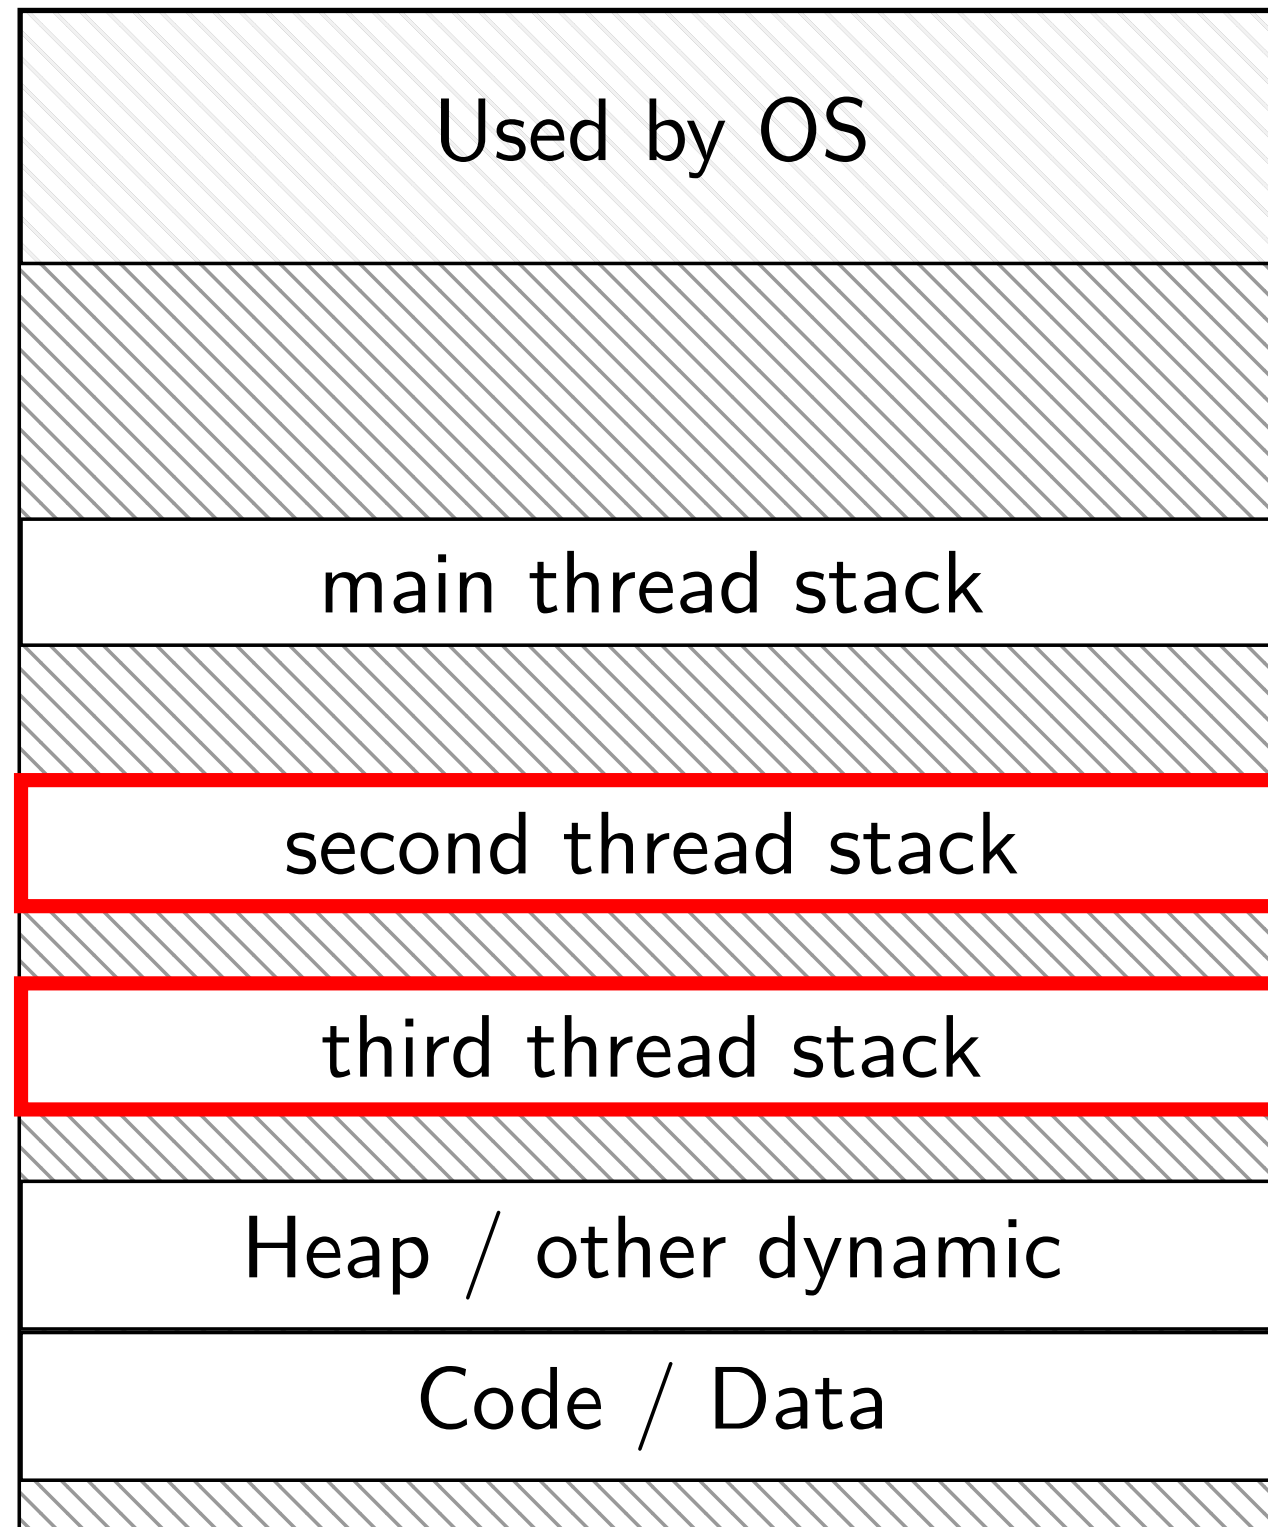 Used by OS
main thread stack
second thread stack
third thread stack
Heap / other dynamic
Code / Data